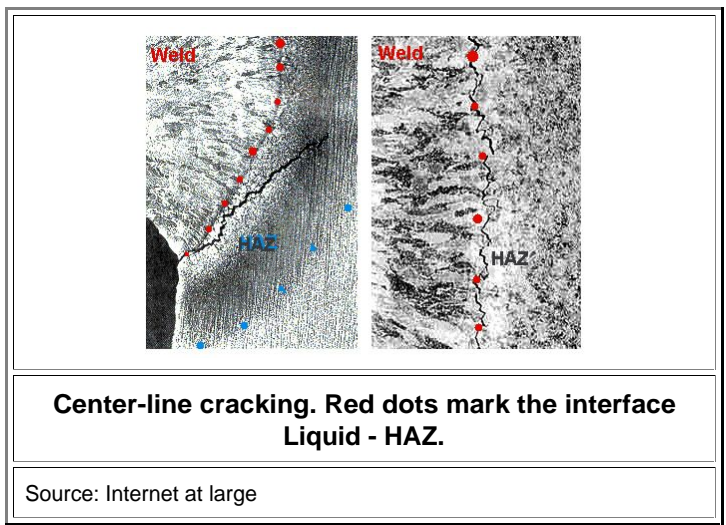 Weld
HAZ
Weld
HAZ
Center-line cracking. Red dots mark the interface
Liquid - HAZ.
Source: Internet at large